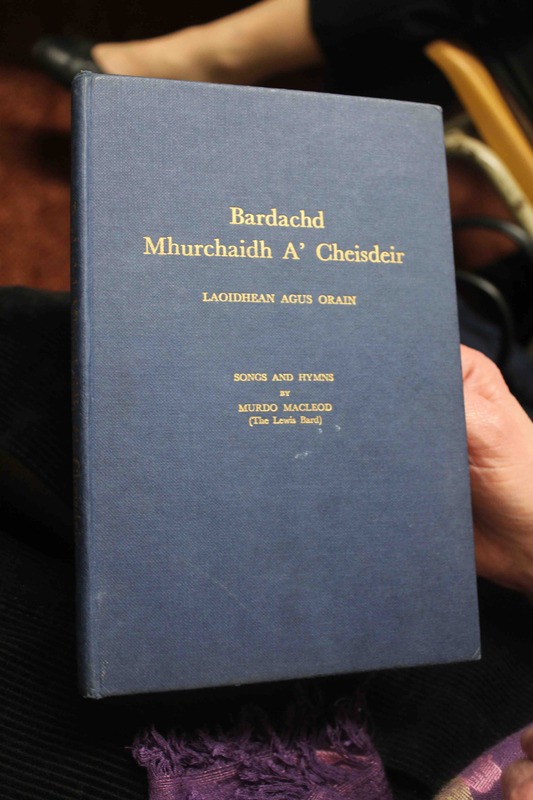 Bardachd
Mhurchaidh A' Cheisdeir
LAOIDHEAN AGUS ORAIN
SONGS AND HYMNS
BY
MURDO MACLEOD
(The Lewis Bard)